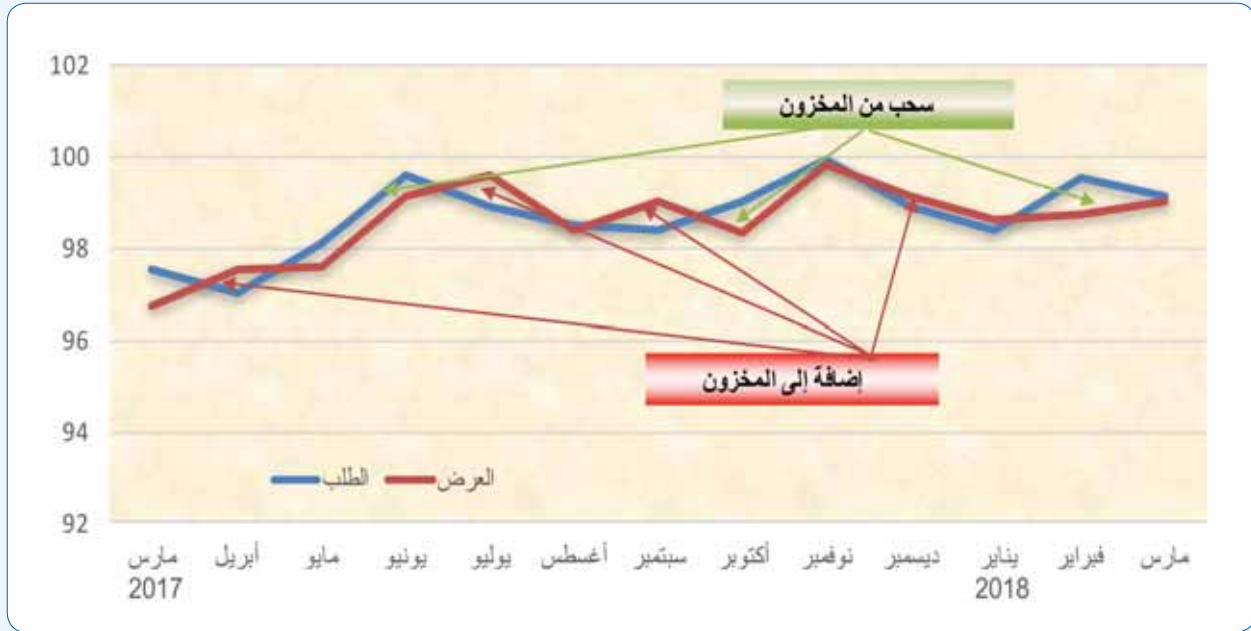 102
100
98
96
94
92
سحب من المخزون
إضافة إلى المخزون
الطلب
العرض
مارس
أبريل
مايو
يونيو
يوليو
أغسطس
سبتمبر
أكتوبر
نوفمبر
ديسمبر
يناير
فبراير
مارس
2017
2018